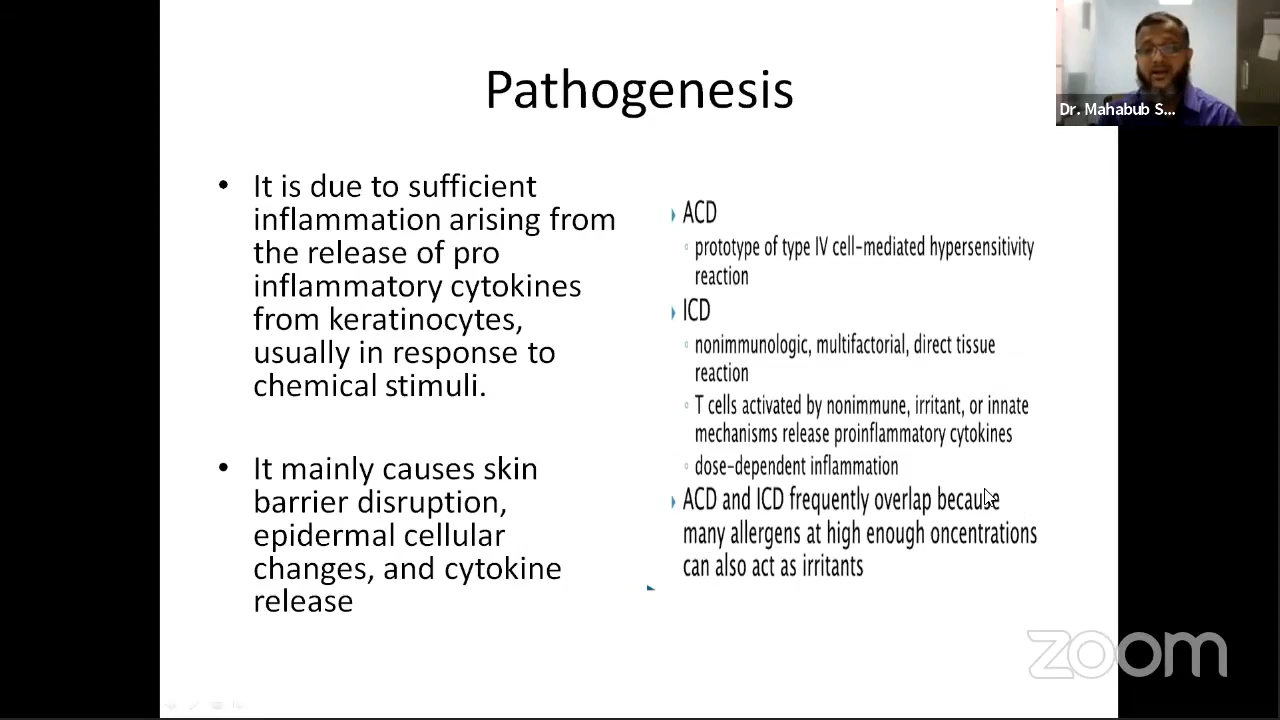 Pathogenesis
Dr. Mahabub S...
• It is due to sufficient
inflammation arising from
the release of pro
inflammatory cytokines
from keratinocytes,
usually in response to
chemical stimuli.
• It mainly causes skin
barrier disruption,
epidermal cellular
changes, and cytokine
release
ACD
prototype of type IV cell-mediated hypersensitivity
reaction
ICD
nonimmunologic, multifactorial, direct tissue
reaction
T cells activated by nonimmune, irritant, or innate
mechanisms release proinflammatory cytokines
dose-dependent inflammation
ACD and ICD frequently overlap because
many allergens at high enough oncentrations
can also act as irritants
zoom